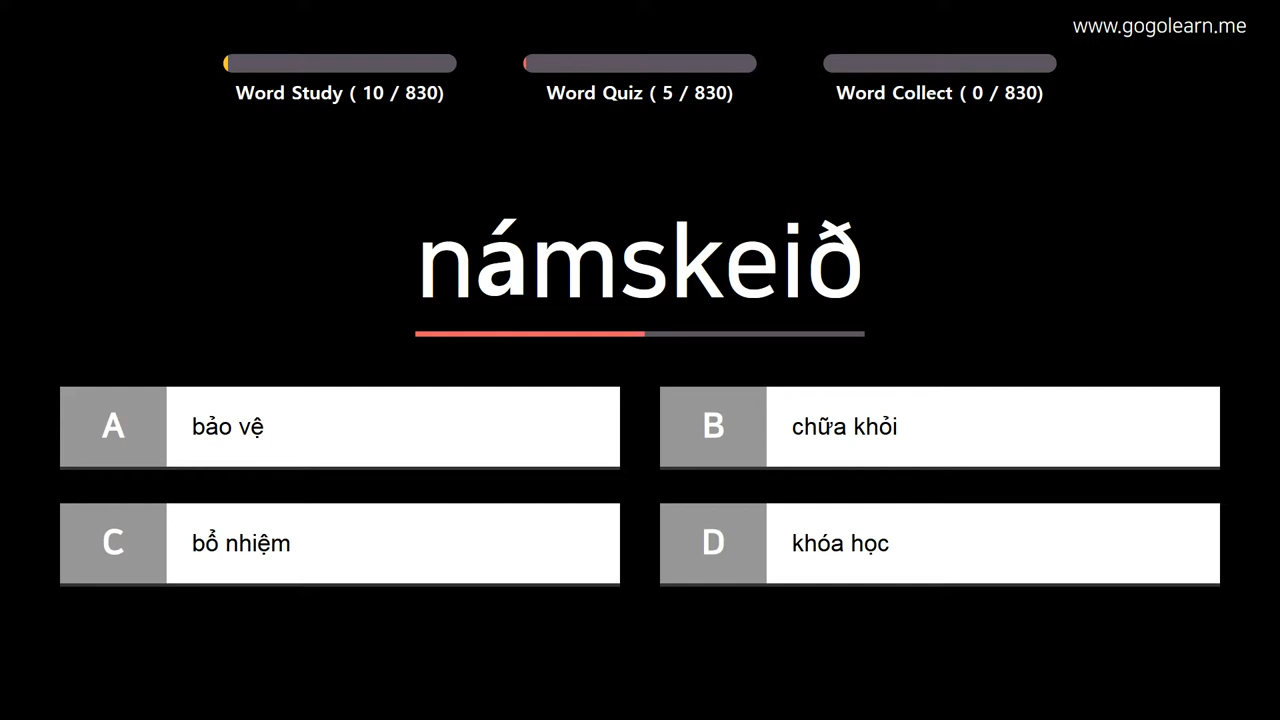 www.gogolearn.me
Word Study ( 10 / 830)
Word Quiz ( 5 / 830)
Word Collect ( 0 / 830)
námskeið
A bảo vệ
B chữa khỏi
C bổ nhiệm
D khóa học